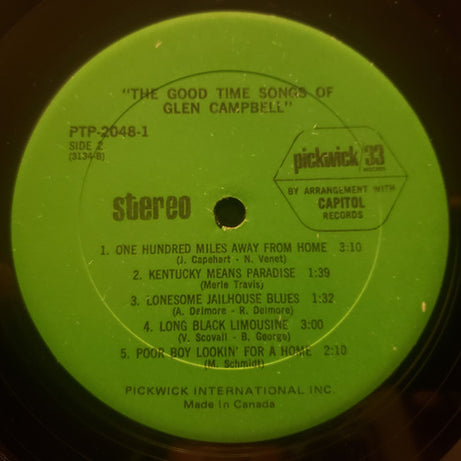 "THE GOOD TIME SONGS OF
GLEN CAMPBELL"
PTP-2048-1
SIDE 2
(3134-B)
pickwick/33
RECORDS
BY ARRANGEMENT WITH
CAPITOL
RECORDS
stereo
1. ONE HUNDRED MILES AWAY FROM HOME 3:10
(J. Capehart - N. Venet)
2. KENTUCKY MEANS PARADISE 1:39
(Merle Travis)
3. LONESOME JAILHOUSE BLUES 1:32
(A. Delmore - R. Delmore)
4. LONG BLACK LIMOUSINE 3:00
(V. Scovall - B. George)
5. POOR BOY LOOKIN' FOR A HOME 2:10
(M. Schmidt)
PICKWICK INTERNATIONAL INC.
Made in Canada